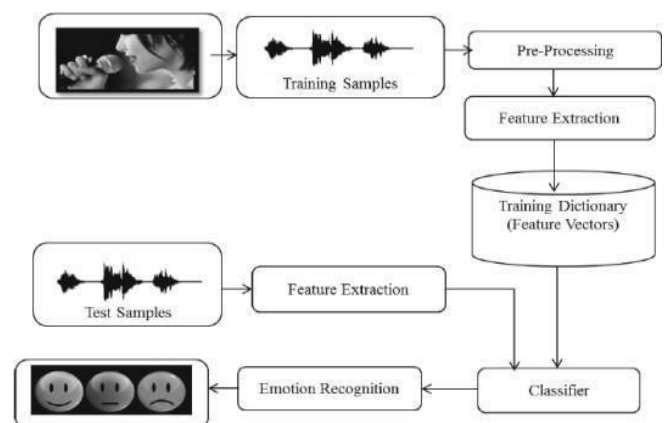 Training Samples
Pre-Processing
Feature Extraction
Training Dictionary
(Feature Vectors)
Test Samples
Feature Extraction
Emotion Recognition
Classifier